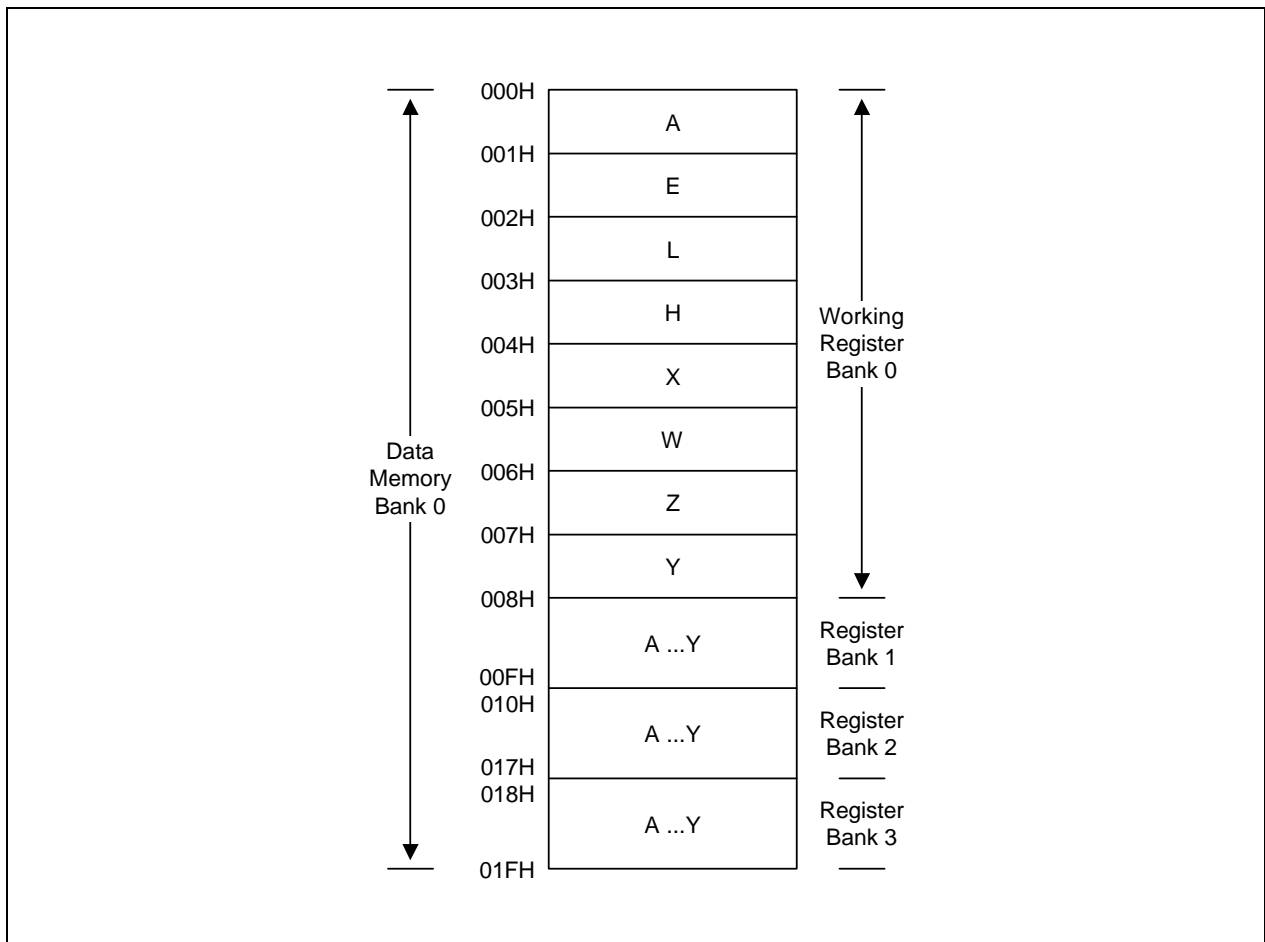 000H
A
001H
E
002H
L
003H
H
004H
X
005H
W
006H
Z
007H
Y
008H
A ...Y
00FH
010H
A ...Y
017H
018H
A ...Y
01FH
Data
Memory
Bank 0
Working
Register
Bank 0
Register
Bank 1
Register
Bank 2
Register
Bank 3